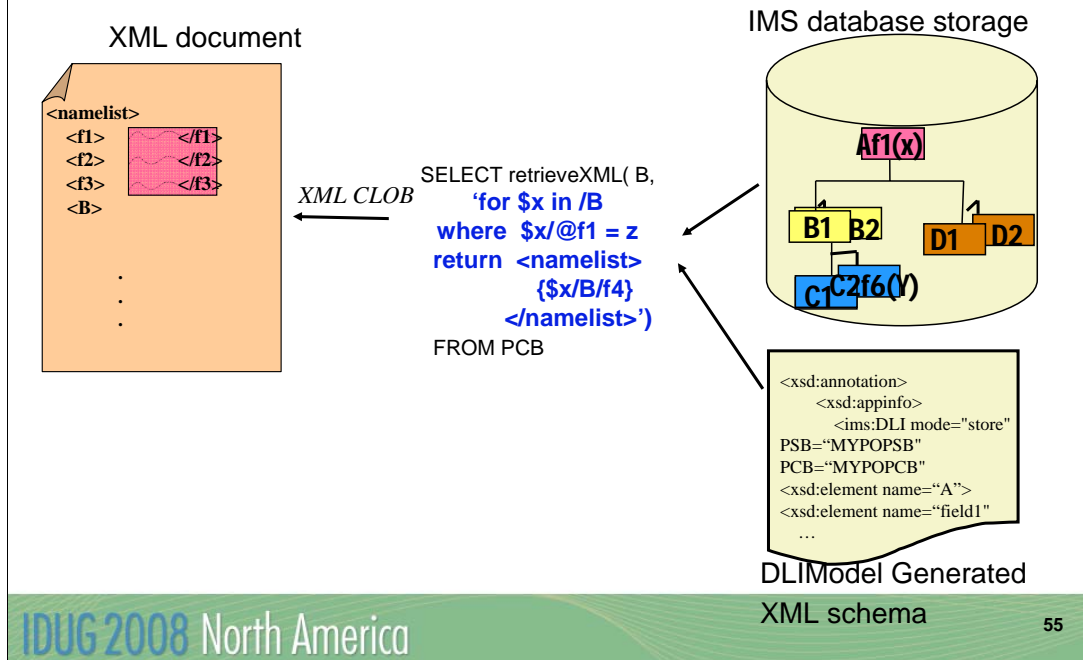 XML document
IMS database storage
<namelist>
<f1> </f1>
<f2> </f2>
<f3> </f3>
<B>
.
.
.
XML CLOB
SELECT retrieveXML( B,
‘for $x in /B
where $x/@f1 = z
return <namelist>
{$x/B/f4}
</namelist>’)
FROM PCB
Af1(x)
B1 B2
D1 D2
C1 C2f6(Y)
<xsd:annotation>
<xsd:appinfo>
<ims:DLI mode="store"
PSB=“MYPOPSB"
PCB=“MYPOPCB"
<xsd:element name=“A”>
<xsd:element name=“field1"
…
DLIModel Generated
XML schema
IDUG 2008 North America
55